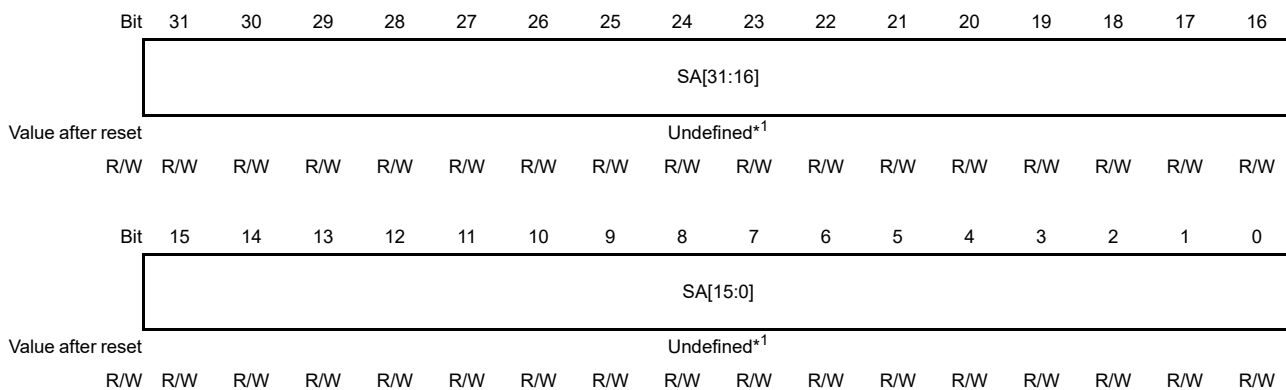 Bit 31 30 29 28 27 26 25 24 23 22 21 20 19 18 17 16
SA[31:16]
Value after reset Undefined*1
R/W R/W R/W R/W R/W R/W R/W R/W R/W R/W R/W R/W R/W R/W R/W R/W R/W
Bit 15 14 13 12 11 10 9 8 7 6 5 4 3 2 1 0
SA[15:0]
Value after reset Undefined*1
R/W R/W R/W R/W R/W R/W R/W R/W R/W R/W R/W R/W R/W R/W R/W R/W R/W